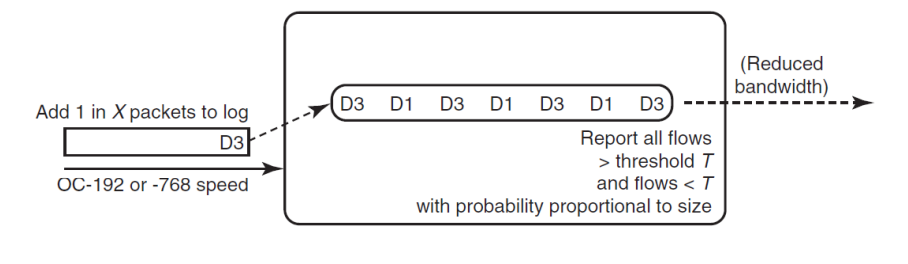 (Reduced
bandwidth)
Add 1 in X packets to log
D3 D1 D3 D1 D3 D1 D3
D3
OC-192 or -768 speed
Report all flows
> threshold T
and flows < T
with probability proportional to size